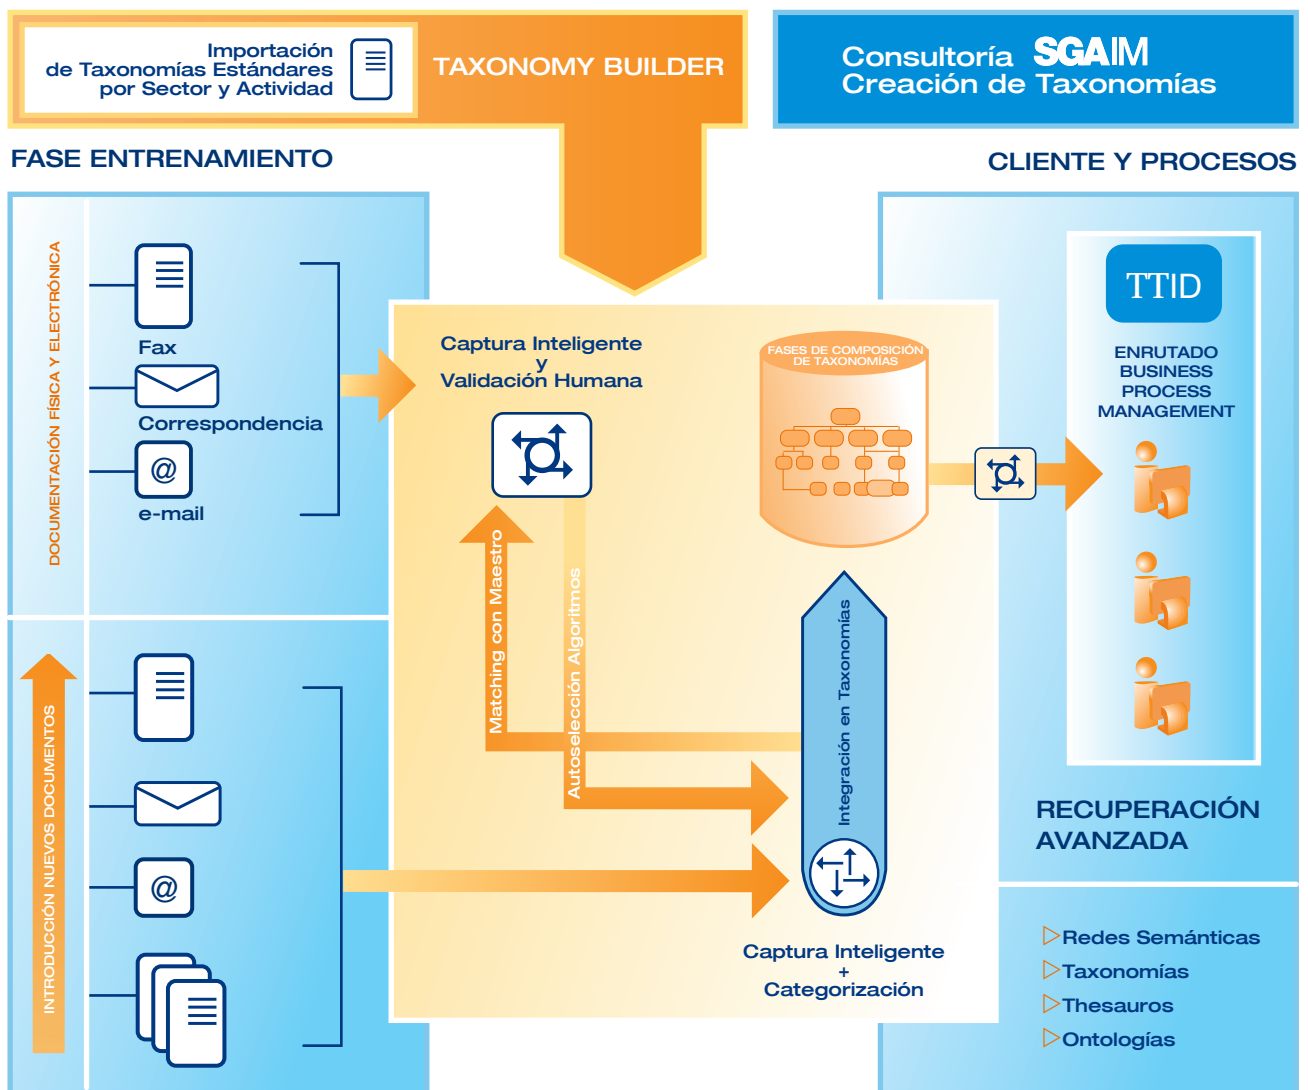 Importación
de Taxonomías Estándares
por Sector y Actividad
TAXONOMY BUILDER
Consultoría SGAIM
Creación de Taxonomías
FASE ENTRENAMIENTO
CLIENTE Y PROCESOS
DOCUMENTACIÓN FÍSICA Y ELECTRÓNICA
Fax
Correspondencia
@
e-mail
Captura Inteligente
y
Validación Humana
FASES DE COMPOSICIÓN
DE TAXONOMÍAS
TTID
ENRUTADO
BUSINESS
PROCESS
MANAGEMENT
Matching con Maestro
Autoselección Algoritmos
Integración en Taxonomías
INTRODUCCIÓN NUEVOS DOCUMENTOS
@
Captura Inteligente
+
Categorización
RECUPERACIÓN
AVANZADA
Redes Semánticas
Taxonomías
Thesauros
Ontologías